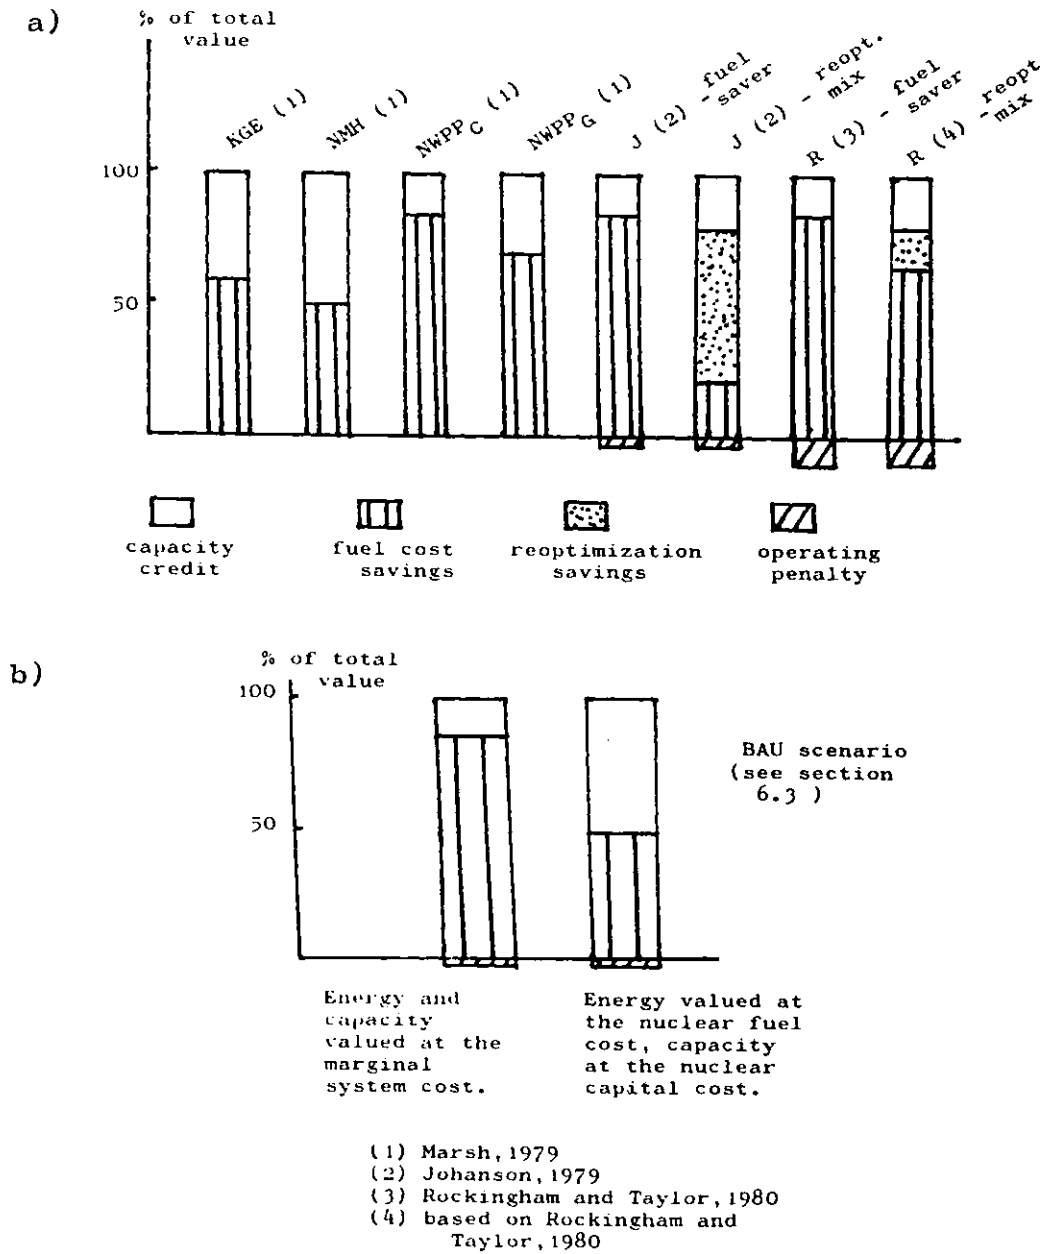 a)
% of total
value
KGE (1)
NMH (1)
NWPP_C (1)
NWPP_G (1)
J (2) - fuel
saver
J (2) - reopt.
mix
R (3) - fuel
saver
R (4) - reopt.
mix
100
50
capacity
credit
fuel cost
savings
reoptimization
savings
operating
penalty
b)
% of total
value
100
50
BAU scenario
(see section
6.3 )
Energy and
capacity
valued at the
marginal
system cost.
Energy valued at
the nuclear fuel
cost, capacity
at the nuclear
capital cost.
(1) Marsh,1979
(2) Johanson,1979
(3) Rockingham and Taylor,1980
(4) based on Rockingham and
Taylor,1980